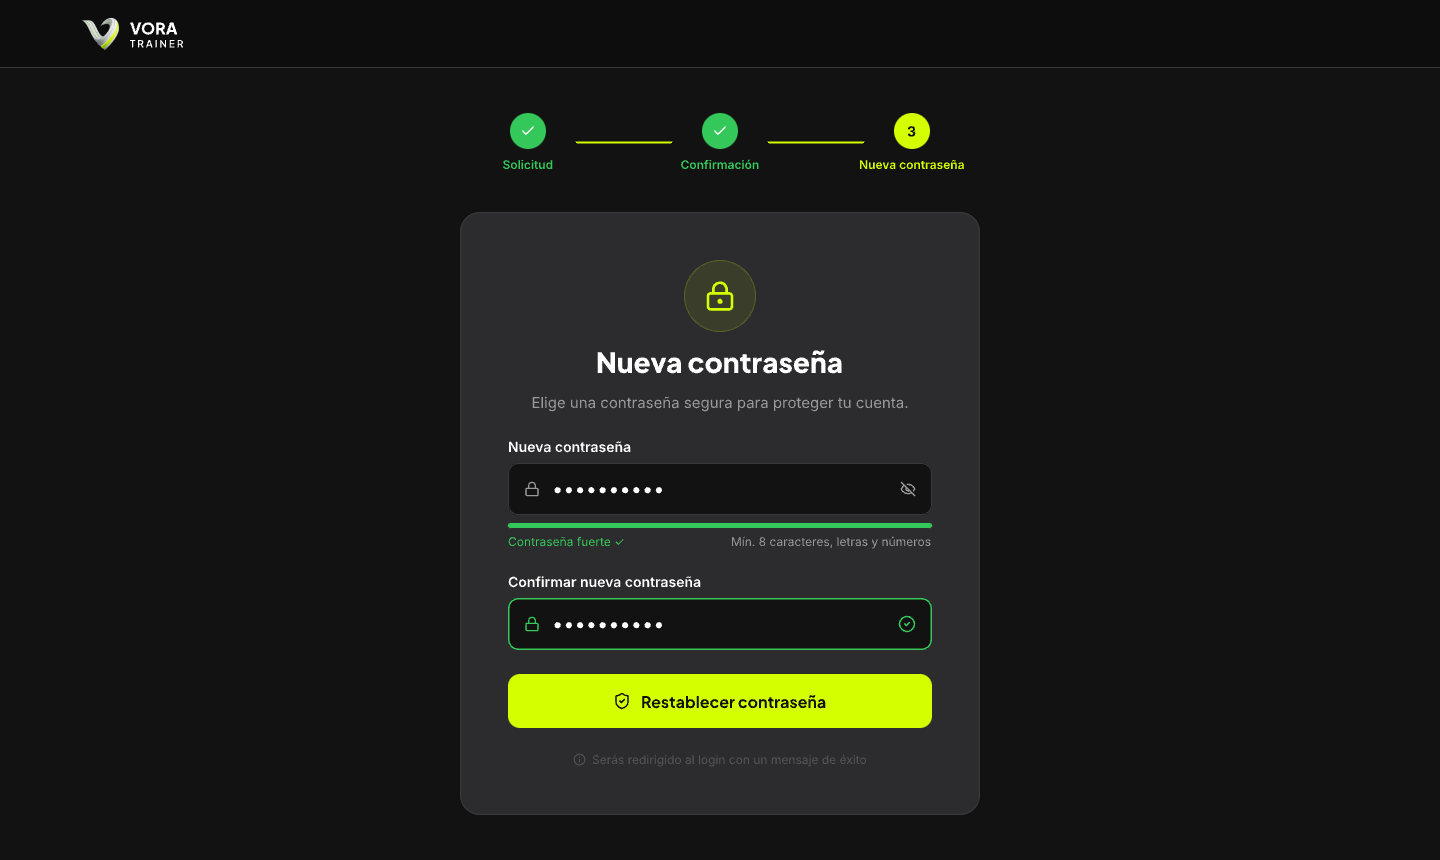 VORA
TRAINER
3
Solicitud
Confirmación
Nueva contraseña
Nueva contraseña
Elige una contraseña segura para proteger tu cuenta.
Nueva contraseña
••••••••••
Contraseña fuerte ✓
Mín. 8 caracteres, letras y números
Confirmar nueva contraseña
••••••••••
Restablecer contraseña
Serás redirigido al login con un mensaje de éxito